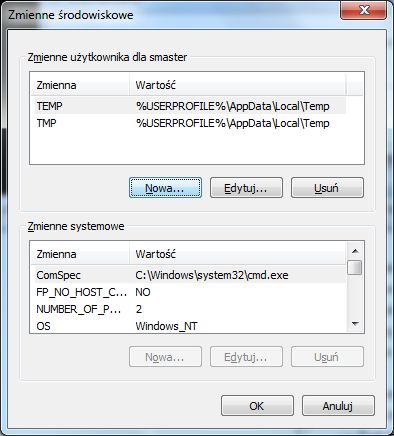 Zmienne środowiskowe
Zmienne użytkownika dla smaster
Zmienna Wartość
TEMP %USERPROFILE%\AppData\Local\Temp
TMP %USERPROFILE%\AppData\Local\Temp
Nowa... Edytuj... Usuń
Zmienne systemowe
Zmienna Wartość
ComSpec C:\Windows\system32\cmd.exe
FP_NO_HOST_C... NO
NUMBER_OF_P... 2
OS Windows_NT
Nowa... Edytuj... Usuń
OK Anuluj